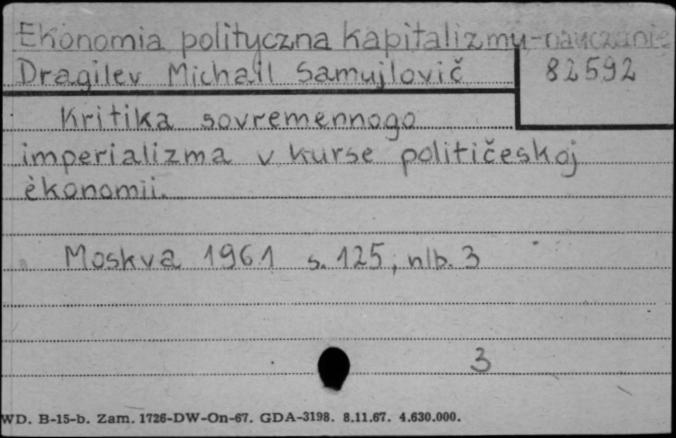 Ekonomia polityczna kapitalizmu-nauczanie
Dragilev Michaił Samujlovič 82592
Kritika sovremennogo
imperializma v kurse političeskoj
èkonomii.
Moskva 1961 s. 125, nlb. 3
3
WD. B-15-b. Zam. 1726-DW-On-67. GDA-3198. 8.11.67. 4.630.000.